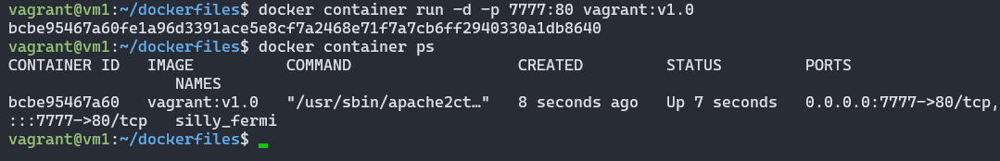 vagrant@vm1:~/dockerfiles$ docker container run -d -p 7777:80 vagrant:v1.0
bcbe95467a60fe1a96d3391ace5e8cf7a2468e71f7a7cb6ff2940330a1db8640
vagrant@vm1:~/dockerfiles$ docker container ps
CONTAINER ID   IMAGE          COMMAND                  CREATED         STATUS         PORTS
                  NAMES
bcbe95467a60   vagrant:v1.0   "/usr/sbin/apache2ct…"   8 seconds ago   Up 7 seconds   0.0.0.0:7777->80/tcp,
:::7777->80/tcp   silly_fermi
vagrant@vm1:~/dockerfiles$